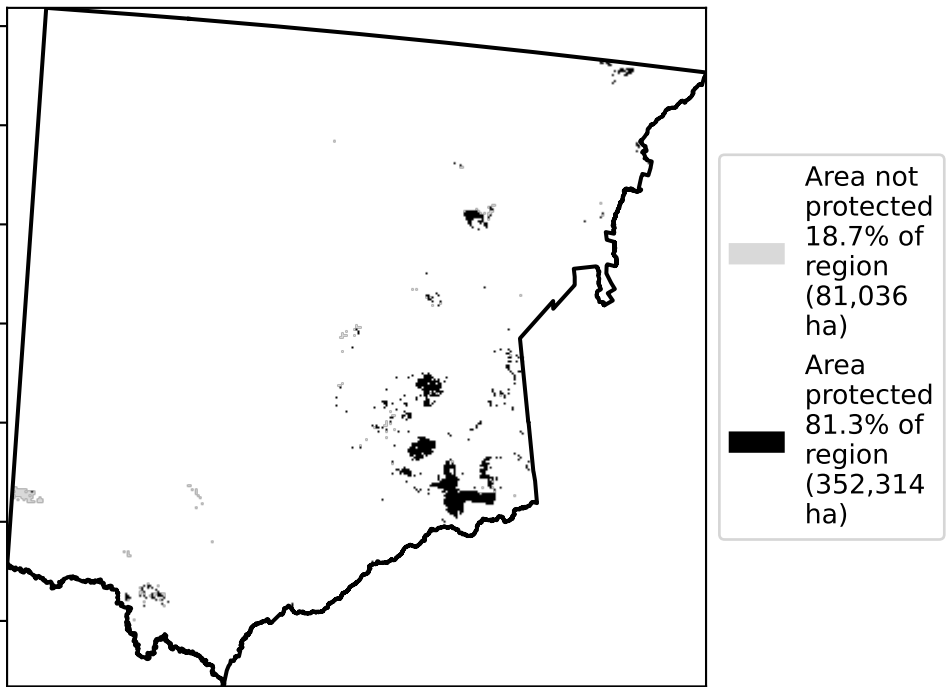 Area not
protected
18.7% of
region
(81,036
ha)
Area
protected
81.3% of
region
(352,314
ha)